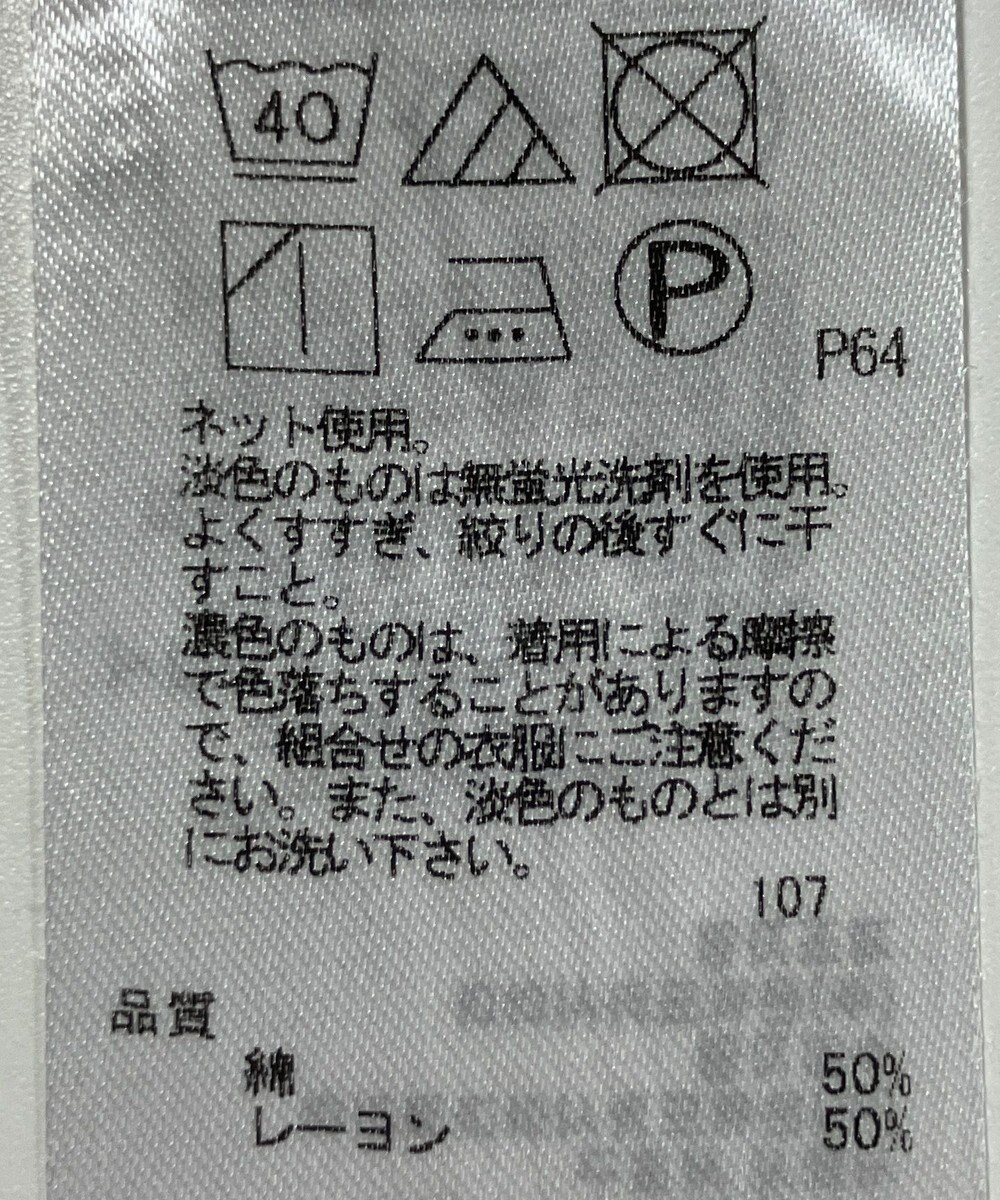 40
P
P64
ネット使用。
淡色のものは無蛍光洗剤を使用。
よくすすぎ、絞りの後すぐに干
すこと。
濃色のものは、着用による摩擦
で色落ちすることがありますの
で、組合せの衣服にご注意くだ
さい。また、淡色のものとは別
にお洗い下さい。
107
品質
綿 50%
レーヨン 50%